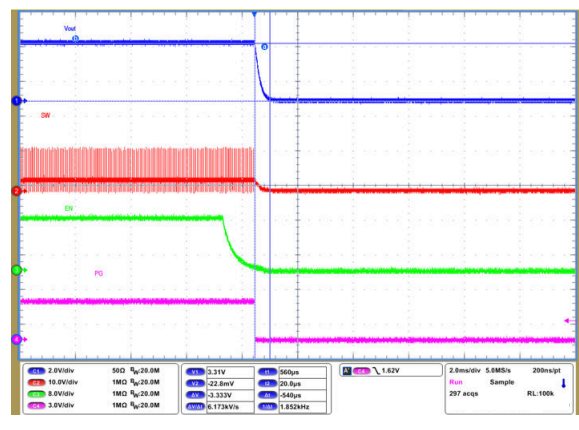 Vout
a
b
1
SW
2
EN
3
PG
4
C1 2.0V/div 50Ω BW:20.0M
C2 10.0V/div 1MΩ BW:20.0M
C3 8.0V/div 1MΩ BW:20.0M
C4 3.0V/div 1MΩ BW:20.0M
V1 3.31V
V2 -22.8mV
ΔV -3.333V
ΔV/Δt 6.173kV/s
t1 560µs
t2 20.0µs
Δt -540µs
1/Δt 1.852kHz
A' C4 1.62V
2.0ms/div 5.0MS/s 200ns/pt
Run Sample
297 acqs RL:100k